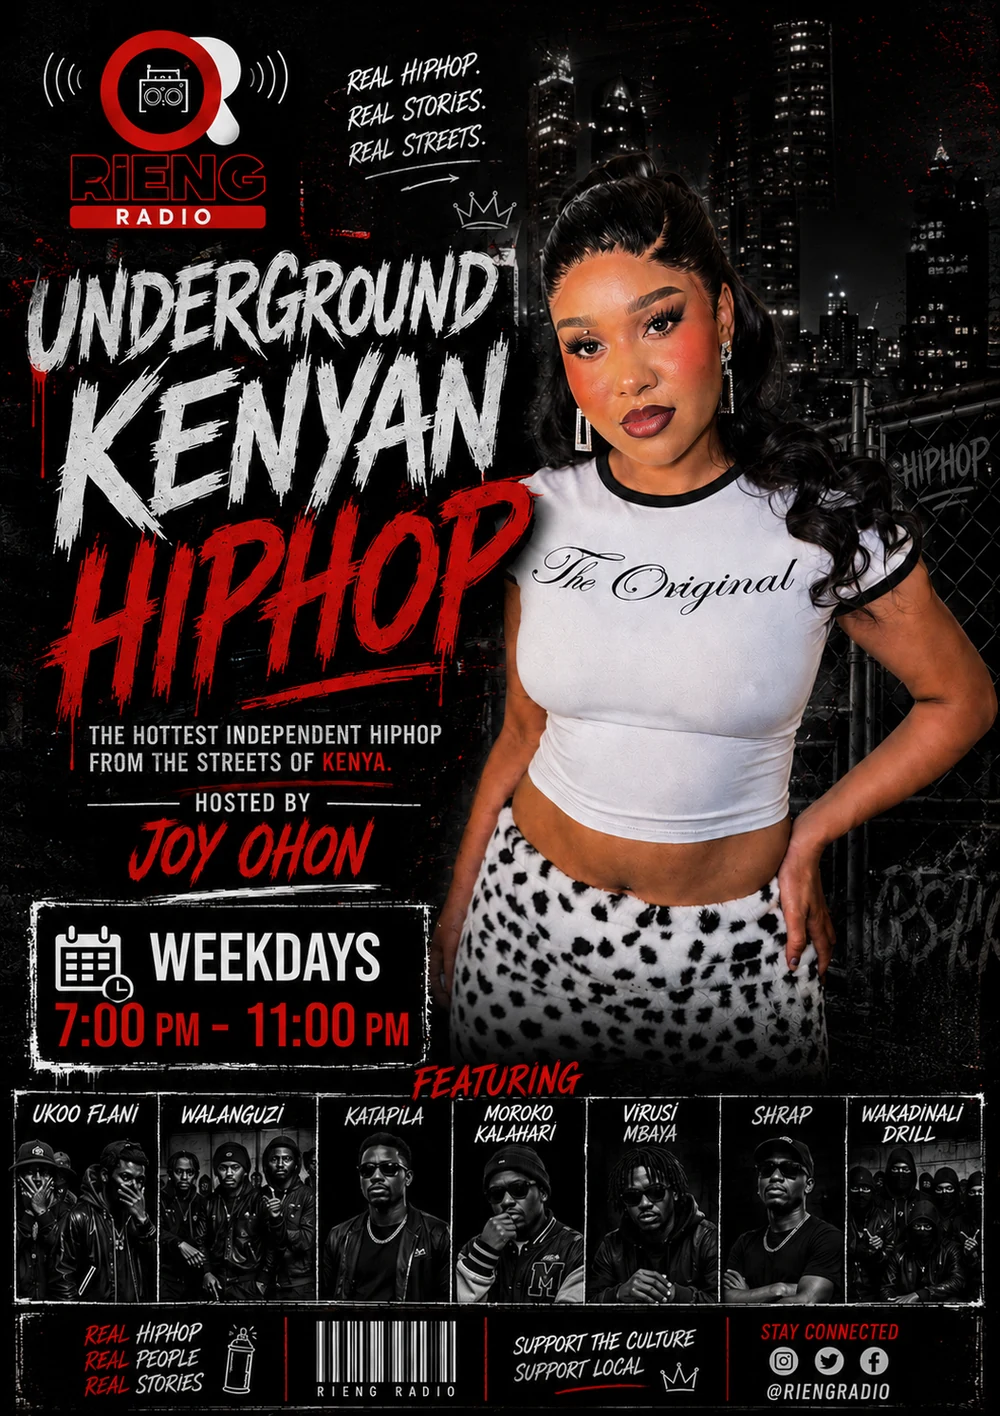 RiENG
RADIO
REAL HIPHOP.
REAL STORIES.
REAL STREETS.
UNDERGROUND
KENYAN
HIPHOP
HIPHOP
The Original
THE HOTTEST INDEPENDENT HIPHOP
FROM THE STREETS OF KENYA.
HOSTED BY
JOY OHON
WEEKDAYS
7:00 PM - 11:00 PM
FEATURING
UKOO FLANI
WALANGUZI
KATAPILA
MOROKO
KALAHARI
VIRUSI
MBAYA
SHRAP
WAKADINALI
DRILL
M
REAL HIPHOP
REAL PEOPLE
REAL STORIES
RIENG RADIO
SUPPORT THE CULTURE
SUPPORT LOCAL
STAY CONNECTED
@RIENGRADIO